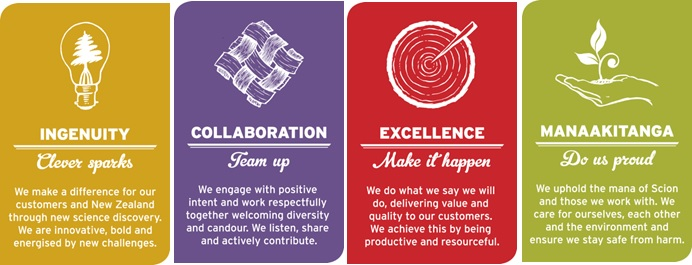 INGENUITY
Clever sparks
We make a difference for our
customers and New Zealand
through new science discovery.
We are innovative, bold and
energised by new challenges.
COLLABORATION
Team up
We engage with positive
intent and work respectfully
together welcoming diversity
and candour. We listen, share
and actively contribute.
EXCELLENCE
Make it happen
We do what we say we will
do, delivering value and
quality to our customers.
We achieve this by being
productive and resourceful.
MANAAKITANGA
Do us proud
We uphold the mana of Scion
and those we work with. We
care for ourselves, each other
and the environment and
ensure we stay safe from harm.